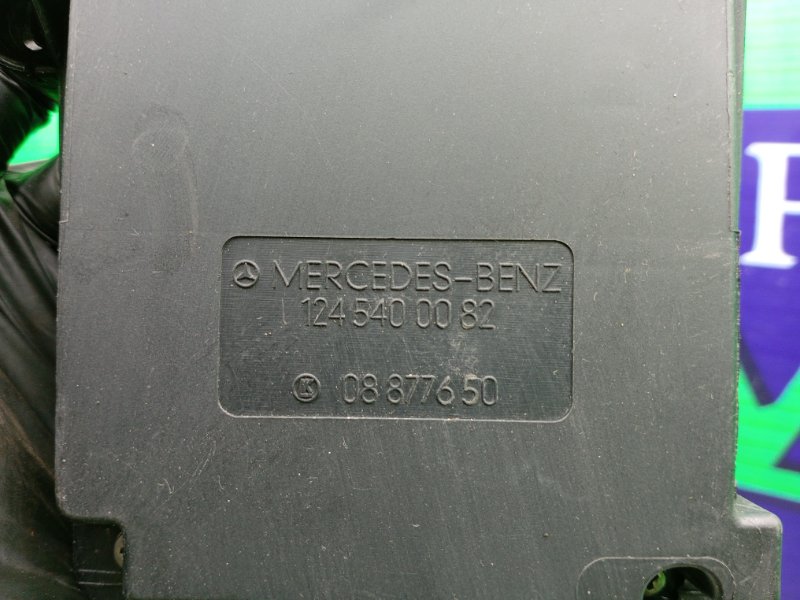 MERCEDES-BENZ
124 540 00 82
K 08 8776 50
F